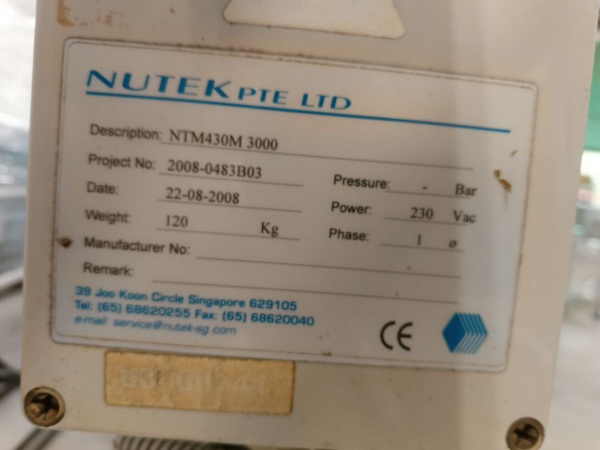 NUTEK PTE LTD
Description: NTM430M 3000
Project No: 2008-0483B03
Date: 22-08-2008
Weight: 120 Kg
Pressure: - Bar
Power: 230 Vac
Phase: 1 ø
Manufacturer No:
Remark:
39 Joo Koon Circle Singapore 629105
Tel: (65) 68620255 Fax: (65) 68620040
e-mail: service@nutek-sg.com
CE